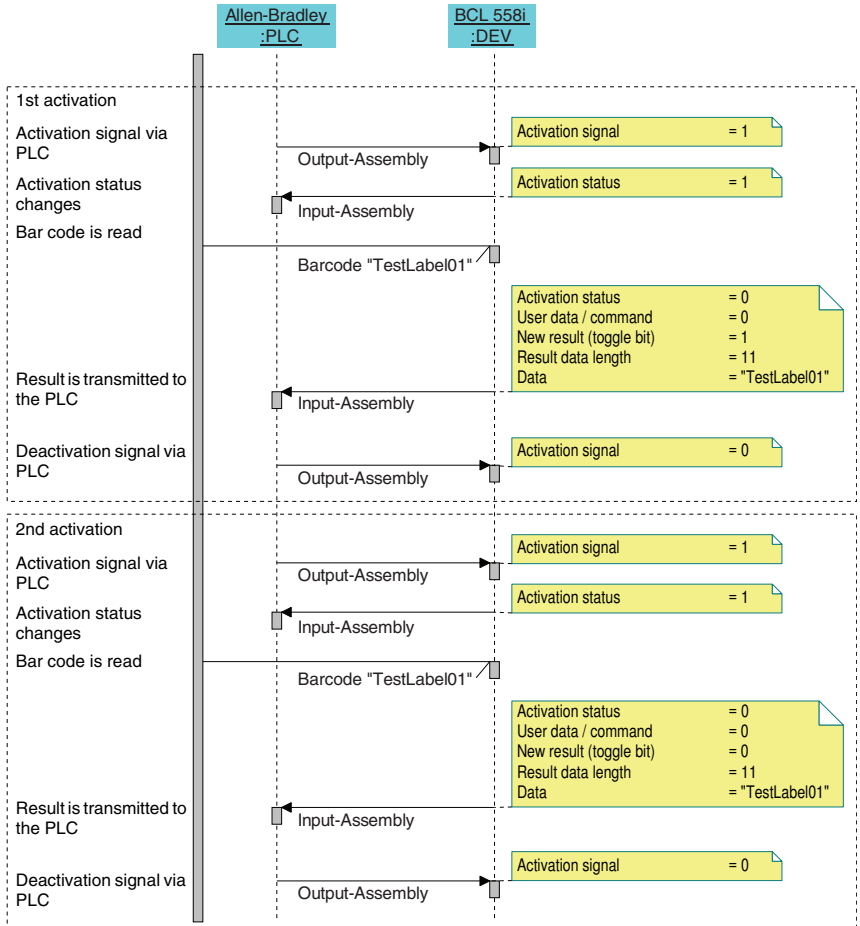 Allen-Bradley
:PLC
BCL 558i
:DEV
1st activation
Activation signal via
PLC
Output-Assembly
Activation signal = 1
Activation status
changes
Input-Assembly
Activation status = 1
Bar code is read
Barcode "TestLabel01"
Activation status = 0
User data / command = 0
New result (toggle bit) = 1
Result data length = 11
Data = "TestLabel01"
Result is transmitted to
the PLC
Input-Assembly
Deactivation signal via
PLC
Output-Assembly
Activation signal = 0
2nd activation
Activation signal via
PLC
Output-Assembly
Activation signal = 1
Activation status
changes
Input-Assembly
Activation status = 1
Bar code is read
Barcode "TestLabel01"
Activation status = 0
User data / command = 0
New result (toggle bit) = 0
Result data length = 11
Data = "TestLabel01"
Result is transmitted to
the PLC
Input-Assembly
Deactivation signal via
PLC
Output-Assembly
Activation signal = 0